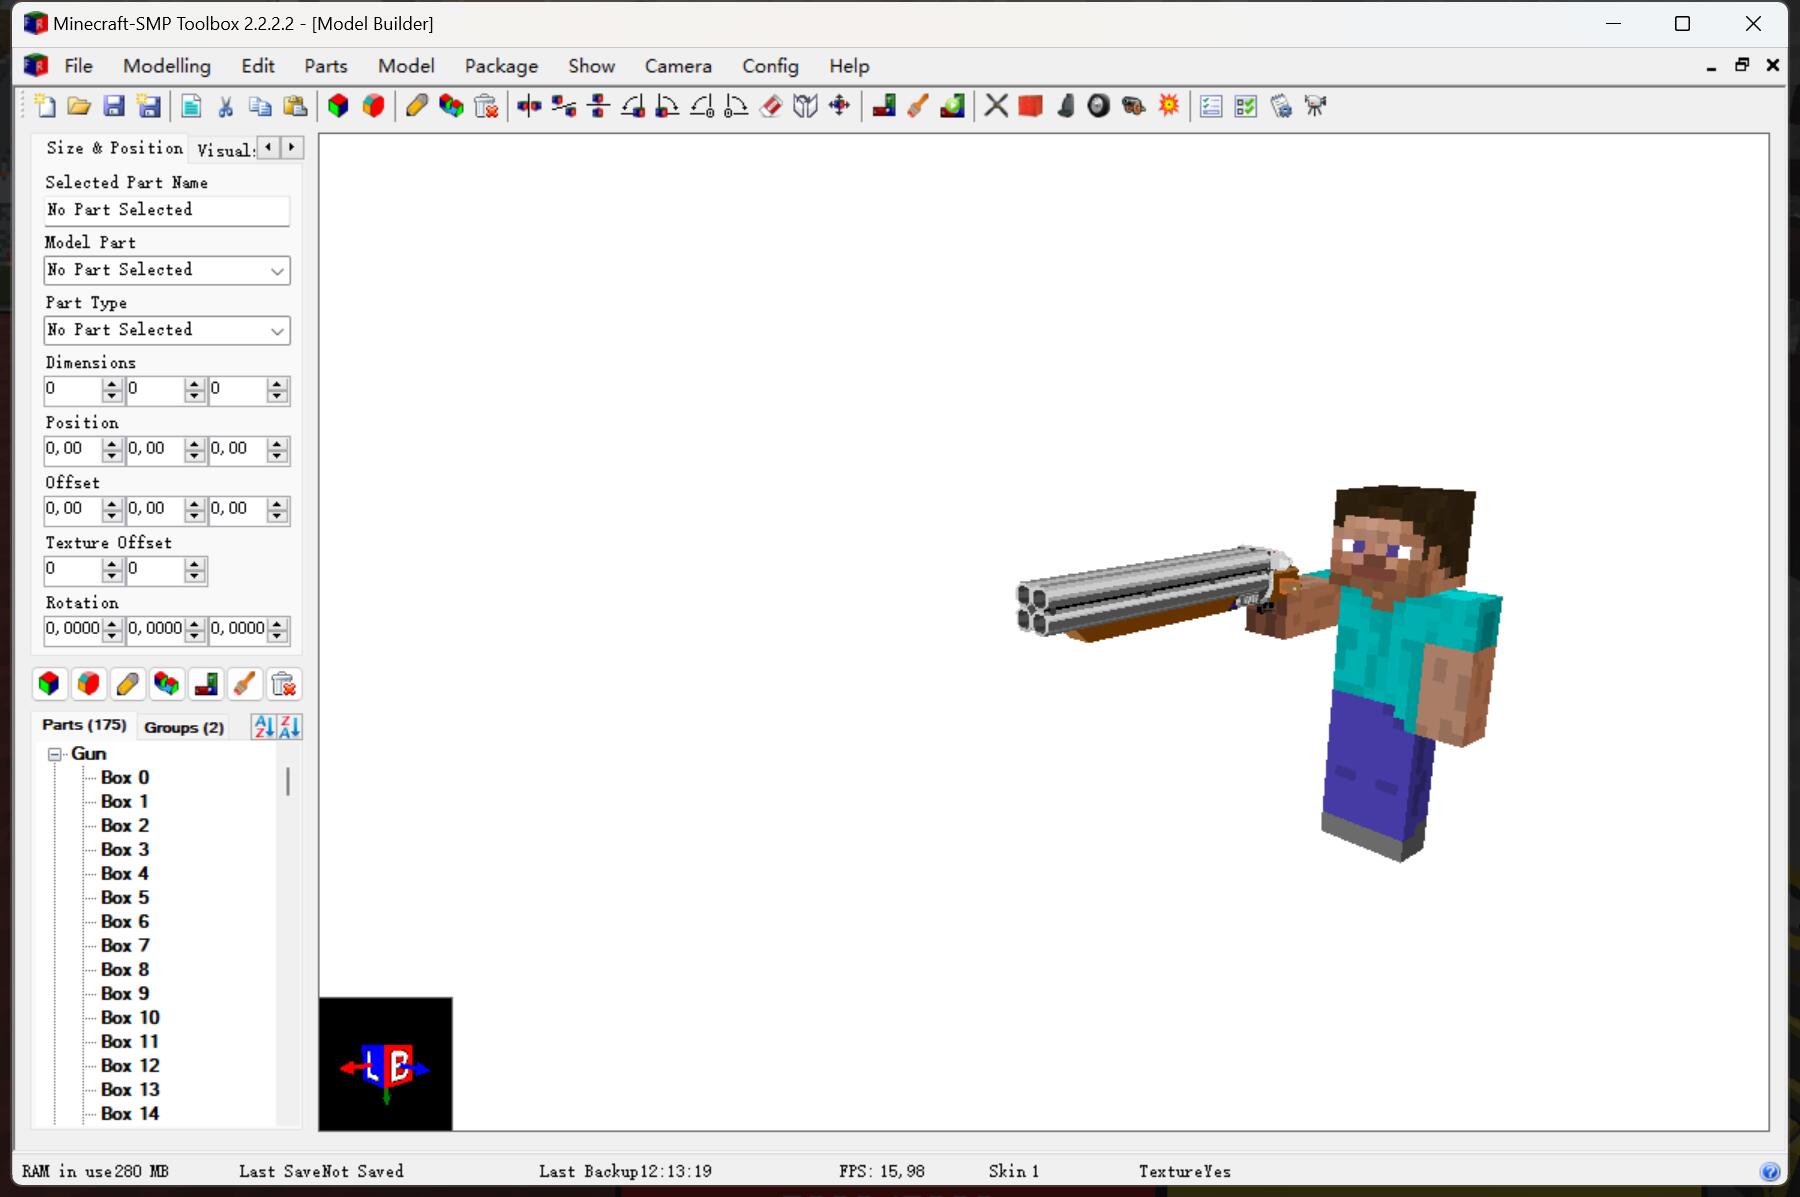 Minecraft-SMP Toolbox 2.2.2.2 - [Model Builder]
File Modelling Edit Parts Model Package Show Camera Config Help
Size & Position Visual:
Selected Part Name
No Part Selected
Model Part
No Part Selected
Part Type
No Part Selected
Dimensions
0 0 0
Position
0,00 0,00 0,00
Offset
0,00 0,00 0,00
Texture Offset
0 0
Rotation
0,0000 0,0000 0,0000
Parts (175) Groups (2)
Gun
Box 0
Box 1
Box 2
Box 3
Box 4
Box 5
Box 6
Box 7
Box 8
Box 9
Box 10
Box 11
Box 12
Box 13
Box 14
L B
RAM in use280 MB Last SaveNot Saved Last Backup12:13:19 FPS: 15,98 Skin 1 TextureYes